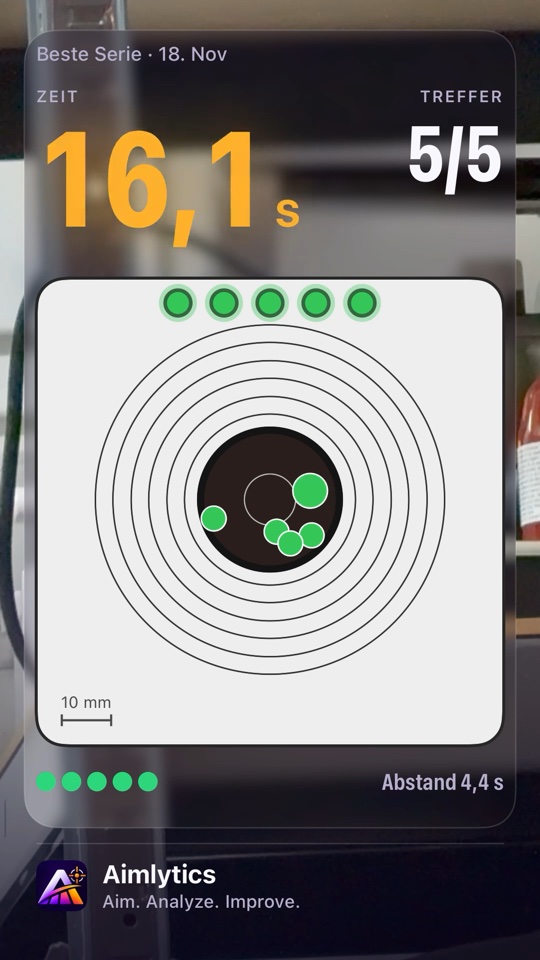 Beste Serie · 18. Nov
ZEIT
TREFFER
16,1 s
5/5
10 mm
Abstand 4,4 s
Aimlytics
Aim. Analyze. Improve.